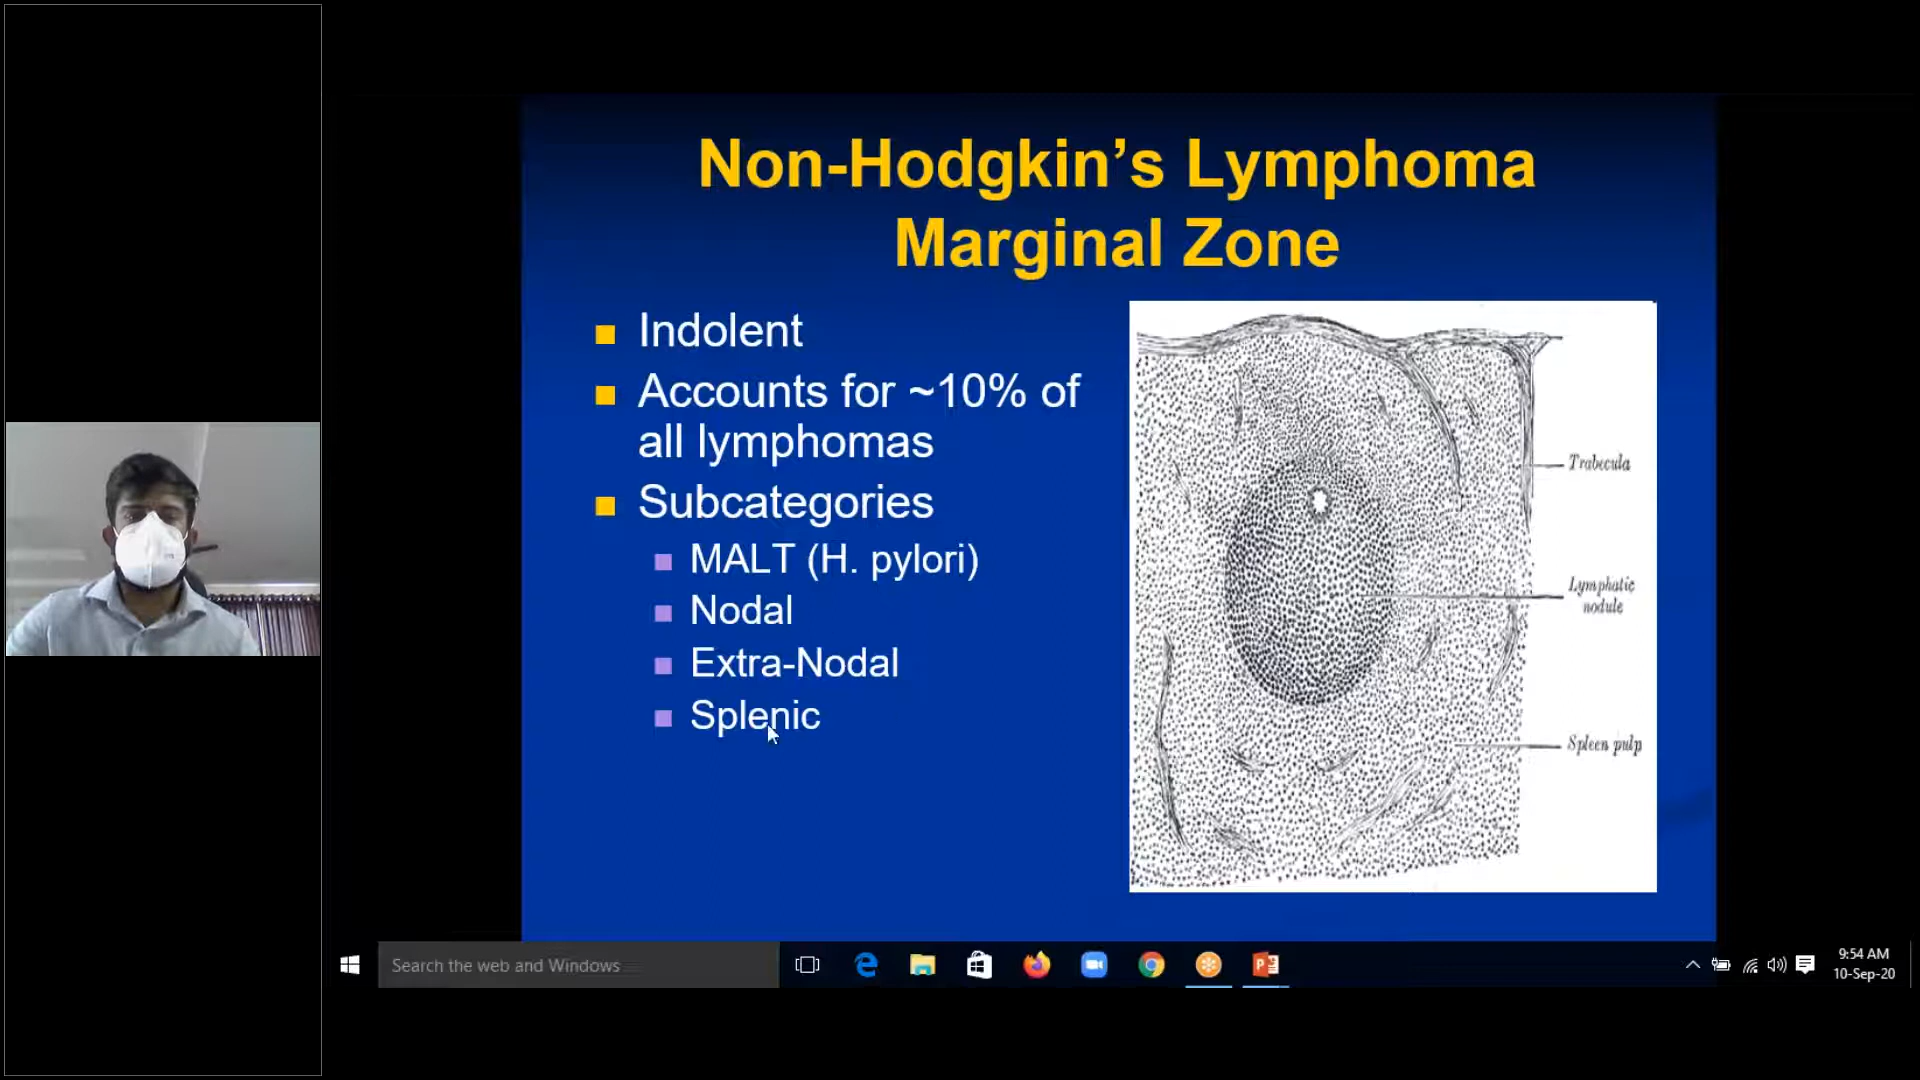 Non-Hodgkin’s Lymphoma
Marginal Zone
Indolent
Accounts for ~10% of
all lymphomas
Subcategories
MALT (H. pylori)
Nodal
Extra-Nodal
Splenic
Trabecula
Lymphatic
nodule
Spleen pulp
Search the web and Windows
9:54 AM
10-Sep-20